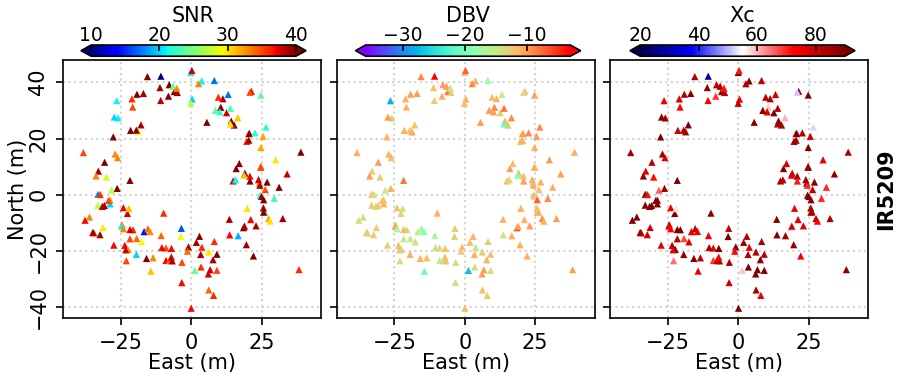 SNR DBV Xc
10 20 30 40 −30 −20 −10 20 40 60 80
40
20
0
−20
−40
North (m)
−25 0 25 −25 0 25 −25 0 25
East (m) East (m) East (m)
IR5209